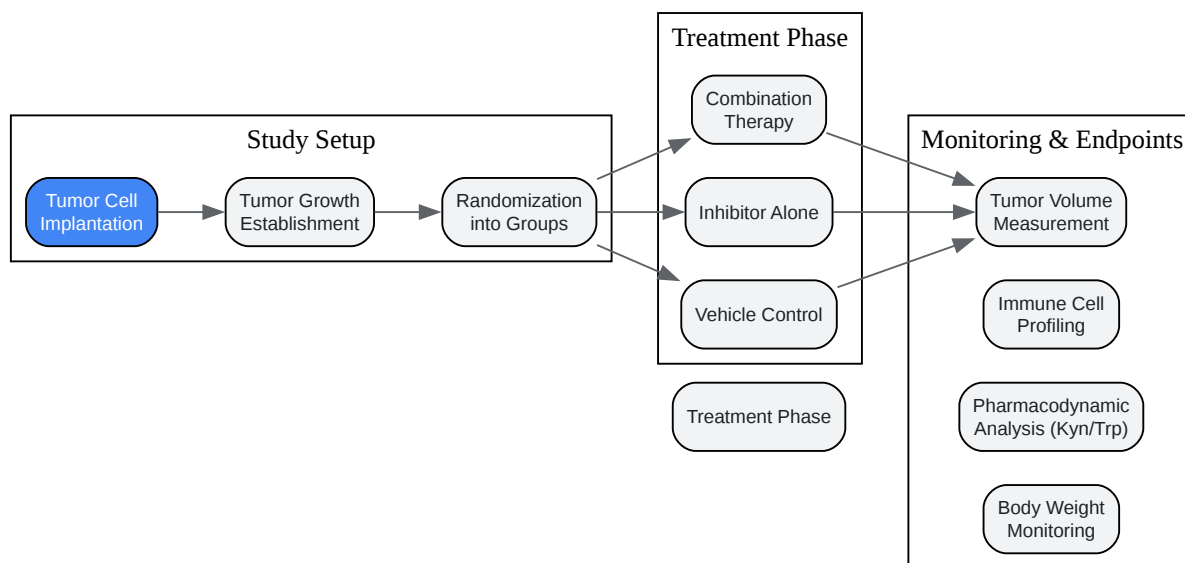 Study Setup
Tumor Cell
Implantation
Tumor Growth
Establishment
Randomization
into Groups
Treatment Phase
Combination
Therapy
Inhibitor Alone
Vehicle Control
Treatment Phase
Monitoring & Endpoints
Tumor Volume
Measurement
Immune Cell
Profiling
Pharmacodynamic
Analysis (Kyn/Trp)
Body Weight
Monitoring